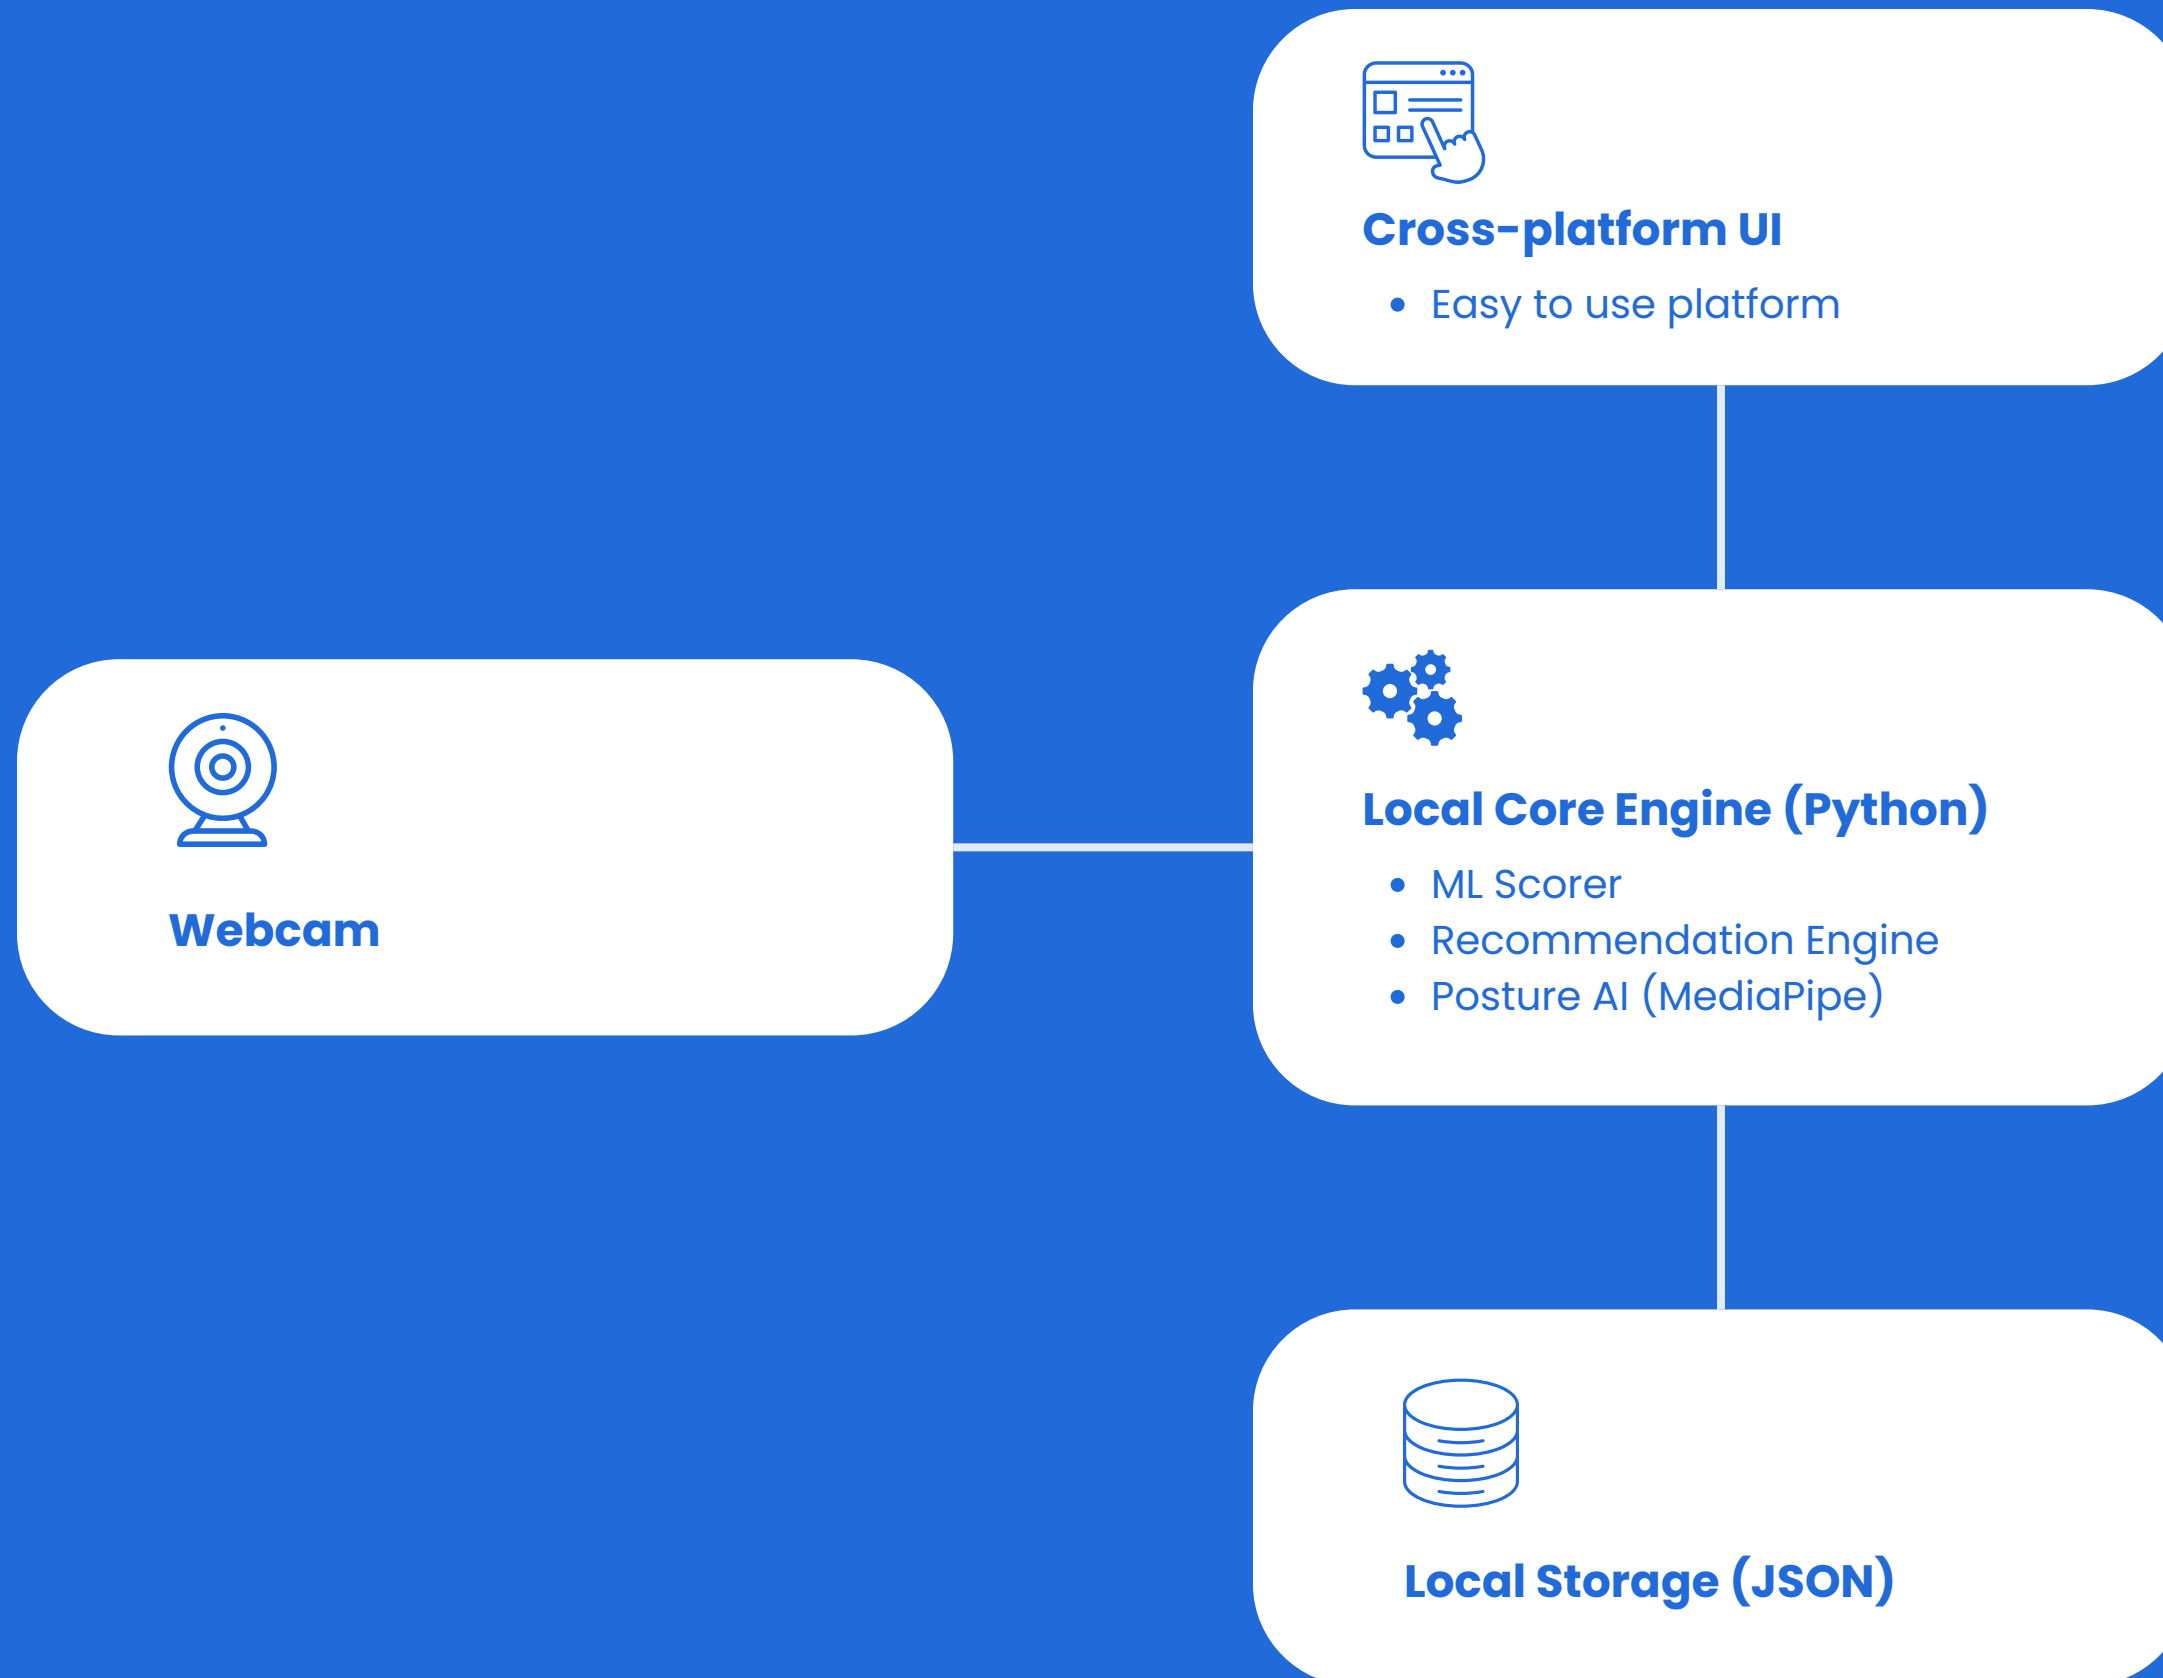 Cross-platform UI
• Easy to use platform
Webcam
Local Core Engine (Python)
• ML Scorer
• Recommendation Engine
• Posture AI (MediaPipe)
Local Storage (JSON)